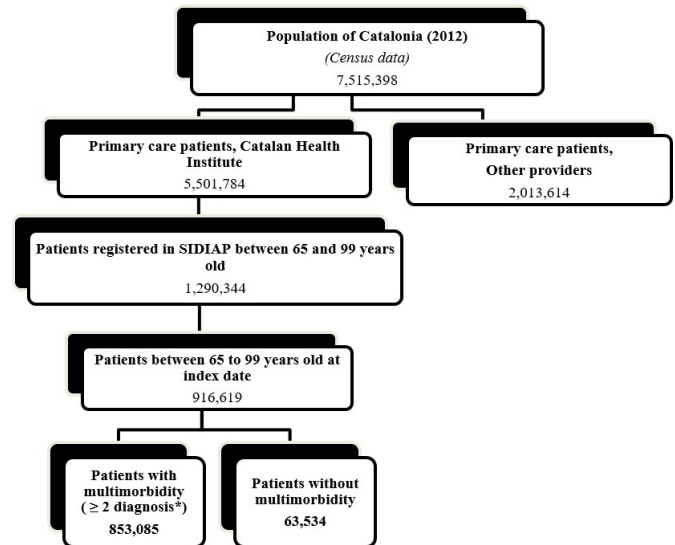 Population of Catalonia (2012)
(Census data)
7,515,398
Primary care patients, Catalan Health
Institute
5,501,784
Primary care patients,
Other providers
2,013,614
Patients registered in SIDIAP between 65 and 99 years
old
1,290,344
Patients between 65 to 99 years old at
index date
916,619
Patients with
multimorbidity
(≥ 2 diagnosis*)
853,085
Patients without
multimorbidity
63,534